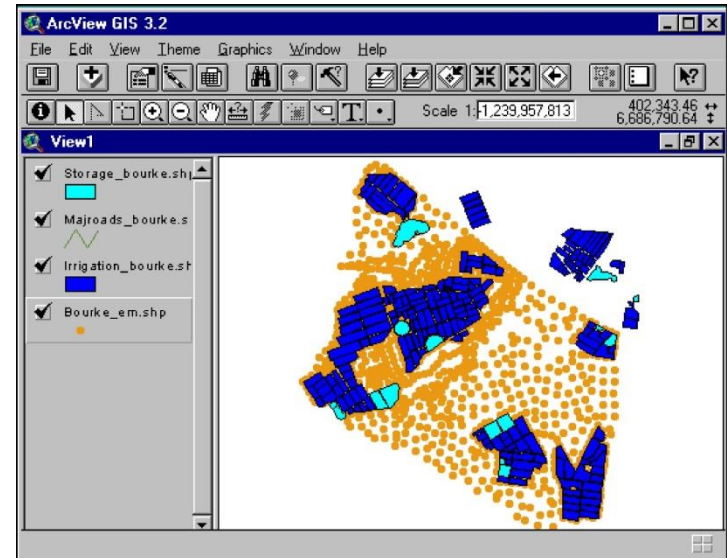 ArcView GIS 3.2
File Edit View Theme Graphics Window Help
Scale 1: -1,239,957,813
402,343.46
6,686,790.64
View1
Storage_bourke.shp
Majroads_bourke.s
Irrigation_bourke.sh
Bourke_em.shp